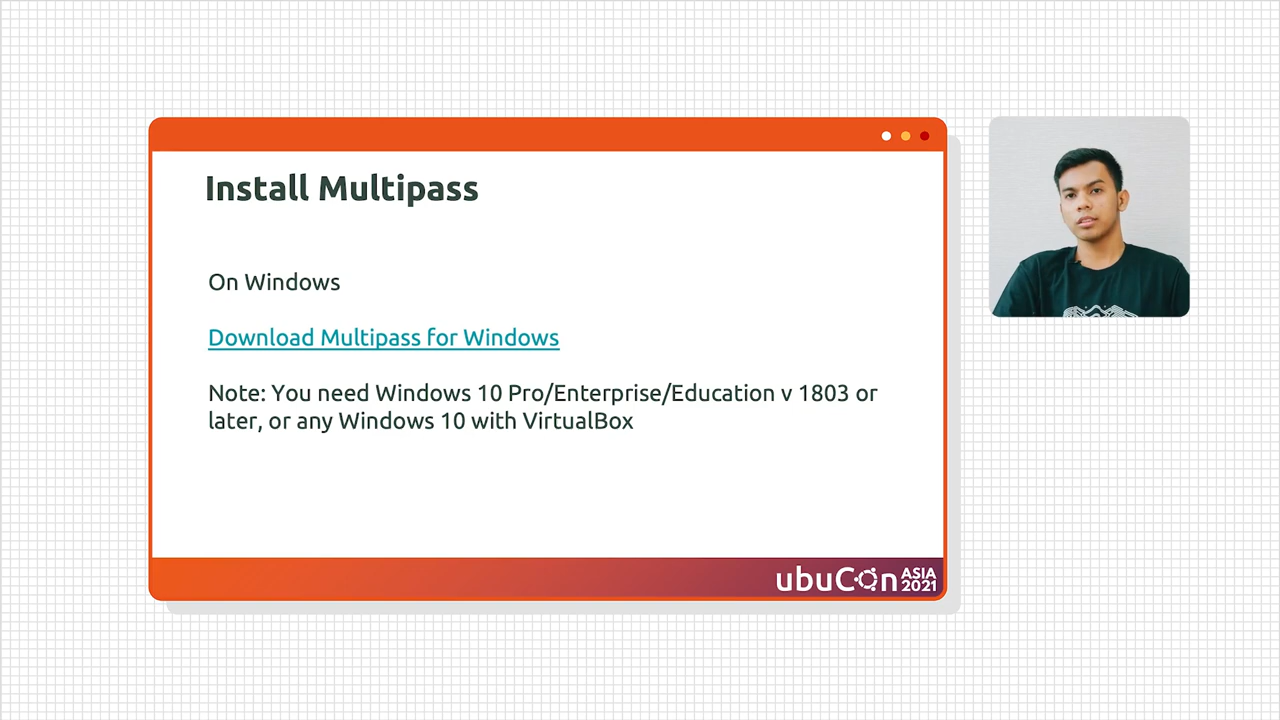 Install Multipass
On Windows
Download Multipass for Windows
Note: You need Windows 10 Pro/Enterprise/Education v 1803 or
later, or any Windows 10 with VirtualBox
ubuCon ASIA 2021